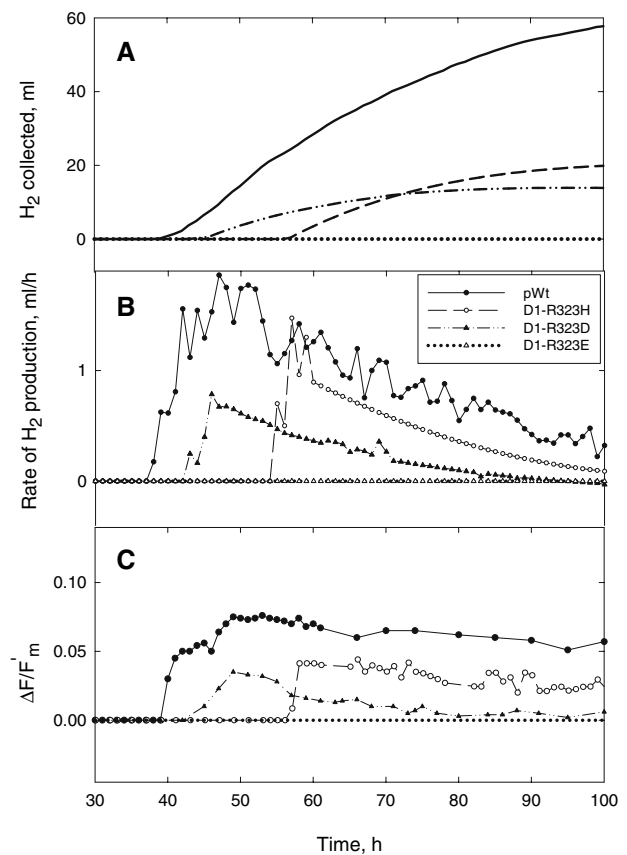 60
A
40
20
0
H2 collected, ml
B
pWt
D1-R323H
D1-R323D
D1-R323E
1
0
Rate of H2 production, ml/h
C
0.10
0.05
0.00
ΔF/F'm
30 40 50 60 70 80 90 100
Time, h